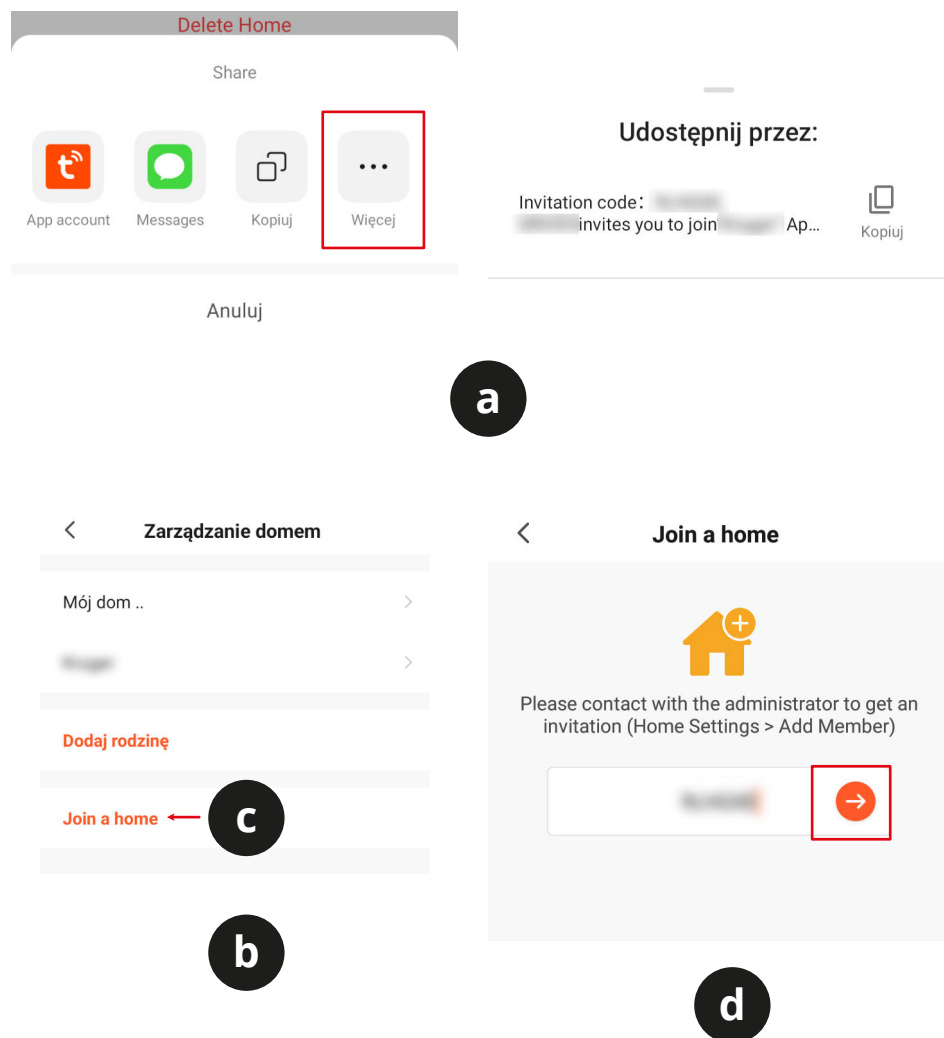 Delete Home
Share
App account
Messages
Kopiuj
Więcej
Anuluj
Udostępnij przez:
Invitation code:
invites you to join Ap...
Kopiuj
a
Zarządzanie domem
Mój dom ..
Dodaj rodzinę
Join a home
c
b
Join a home
Please contact with the administrator to get an
invitation (Home Settings > Add Member)
d